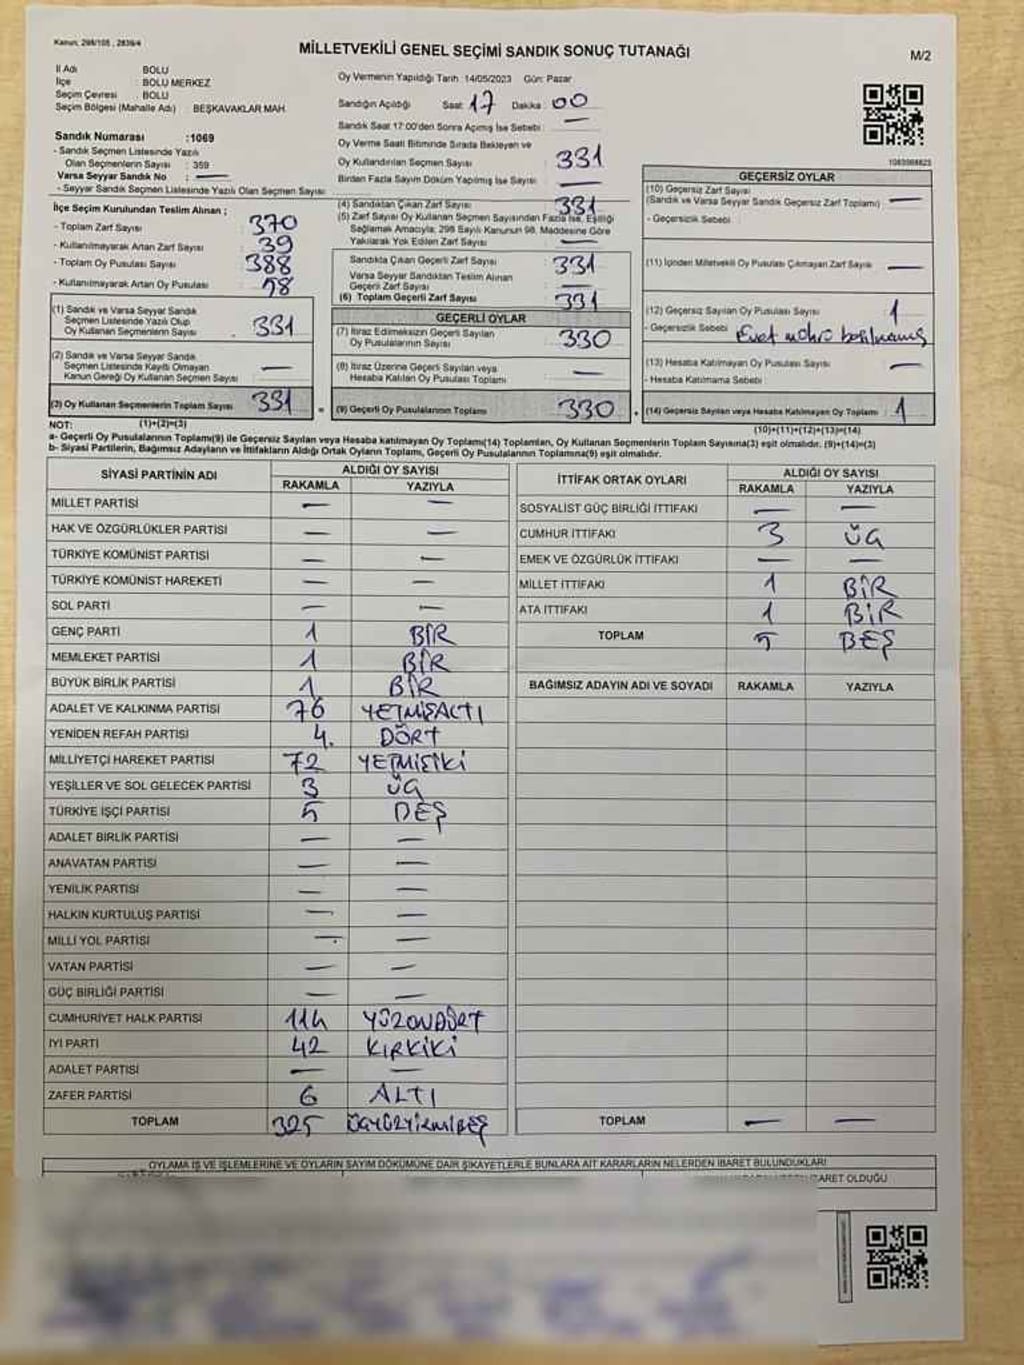 Kanun: 298/105 , 2839/4
MİLLETVEKİLİ GENEL SEÇİMİ SANDIK SONUÇ TUTANAĞI
M/2
İl Adı : BOLU
İlçe : BOLU MERKEZ
Seçim Çevresi : BOLU
Seçim Bölgesi (Mahalle Adı) : BEŞKAVAKLAR MAH.
Oy Vermenin Yapıldığı Tarih :14/05/2023 Gün: Pazar
Sandığın Açıldığı Saat: 17 Dakika: 00
Sandık Saat 17:00'den Sonra Açılmış İse Sebebi : —
Oy Verme Saati Bitiminde Sırada Bekleyen ve
Oy Kullandırılan Seçmen Sayısı : 331
Birden Fazla Sayım Döküm Yapılmış İse Sayısı : —
Sandık Numarası :1069
- Sandık Seçmen Listesinde Yazılı
Olan Seçmenlerin Sayısı : 359
Varsa Seyyar Sandık No : —
- Seyyar Sandık Seçmen Listesinde Yazılı Olan Seçmen Sayısı :
İlçe Seçim Kurulundan Teslim Alınan ;
- Toplam Zarf Sayısı : 370
- Kullanılmayarak Artan Zarf Sayısı : 39
- Toplam Oy Pusulası Sayısı : 388
- Kullanılmayarak Artan Oy Pusulası : 58
(1) Sandık ve Varsa Seyyar Sandık
Seçmen Listesinde Yazılı Olup
Oy Kullanan Seçmenlerin Sayısı : 331
(2) Sandık ve Varsa Seyyar Sandık
Seçmen Listesinde Kayıtlı Olmayan
Kanun Gereği Oy Kullanan Seçmen Sayısı : —
(3) Oy Kullanan Seçmenlerin Toplam Sayısı : 331
(1)+(2)=(3)
(4) Sandıktan Çıkan Zarf Sayısı : 331
(5) Zarf Sayısı Oy Kullanan Seçmen Sayısından Fazla İse, Eşitliği
Sağlamak Amacıyla; 298 Sayılı Kanunun 98. Maddesine Göre
Yakılarak Yok Edilen Zarf Sayısı : —
Sandıkta Çıkan Geçerli Zarf Sayısı : 331
Varsa Seyyar Sandıktan Teslim Alınan
Geçerli Zarf Sayısı : —
(6) Toplam Geçerli Zarf Sayısı : 331
GEÇERLİ OYLAR
(7) İtiraz Edilmeksizin Geçerli Sayılan
Oy Pusulalarının Sayısı : 330
(8) İtiraz Üzerine Geçerli Sayılan veya
Hesaba Katılan Oy Pusulası Toplamı : —
= (9) Geçerli Oy Pusulalarının Toplamı : 330
1093998625
GEÇERSİZ OYLAR
(10) Geçersiz Zarf Sayısı
(Sandık ve Varsa Seyyar Sandık Geçersiz Zarf Toplamı) : —
- Geçersizlik Sebebi :
(11) İçinden Milletvekili Oy Pusulası Çıkmayan Zarf Sayısı : —
(12) Geçersiz Sayılan Oy Pusulası Sayısı : 1
- Geçersizlik Sebebi : Evet mührü basılmamış
(13) Hesaba Katılmayan Oy Pusulası Sayısı : —
- Hesaba Katılmama Sebebi :
(14) Geçersiz Sayılan veya Hesaba Katılmayan Oy Toplamı : 1
(10)+(11)+(12)+(13)=(14)
NOT:
a- Geçerli Oy Pusulalarının Toplamı(9) ile Geçersiz Sayılan veya Hesaba katılmayan Oy Toplamı(14) Toplamları, Oy Kullanan Seçmenlerin Toplam Sayısına(3) eşit olmalıdır. (9)+(14)=(3)
b- Siyasi Partilerin, Bağımsız Adayların ve İttifakların Aldığı Ortak Oyların Toplamı, Geçerli Oy Pusulalarının Toplamına(9) eşit olmalıdır.
SİYASİ PARTİNİN ADI ALDIĞI OY SAYISI
RAKAMLA YAZIYLA
MİLLET PARTİSİ — —
HAK VE ÖZGÜRLÜKLER PARTİSİ — —
TÜRKİYE KOMÜNİST PARTİSİ — —
TÜRKİYE KOMÜNİST HAREKETİ — —
SOL PARTİ — —
GENÇ PARTİ 1 BİR
MEMLEKET PARTİSİ 1 BİR
BÜYÜK BİRLİK PARTİSİ 1 BİR
ADALET VE KALKINMA PARTİSİ 76 YETMİŞALTI
YENİDEN REFAH PARTİSİ 4. DÖRT
MİLLİYETÇİ HAREKET PARTİSİ 72 YETMİŞİKİ
YEŞİLLER VE SOL GELECEK PARTİSİ 3 ÜÇ
TÜRKİYE İŞÇİ PARTİSİ 5 BEŞ
ADALET BİRLİK PARTİSİ — —
ANAVATAN PARTİSİ — —
YENİLİK PARTİSİ — —
HALKIN KURTULUŞ PARTİSİ — —
MİLLİ YOL PARTİSİ — —
VATAN PARTİSİ — —
GÜÇ BİRLİĞİ PARTİSİ — —
CUMHURİYET HALK PARTİSİ 114 YÜZONDÖRT
İYİ PARTİ 42 KIRKİKİ
ADALET PARTİSİ — —
ZAFER PARTİSİ 6 ALTI
TOPLAM 325 ÜÇYÜZYİRMİBEŞ
İTTİFAK ORTAK OYLARI ALDIĞI OY SAYISI
RAKAMLA YAZIYLA
SOSYALİST GÜÇ BİRLİĞİ İTTİFAKI — —
CUMHUR İTTİFAKI 3 ÜÇ
EMEK VE ÖZGÜRLÜK İTTİFAKI — —
MİLLET İTTİFAKI 1 BİR
ATA İTTİFAKI 1 BİR
TOPLAM 5 BEŞ
BAĞIMSIZ ADAYIN ADI VE SOYADI RAKAMLA YAZIYLA
TOPLAM — —
OYLAMA İŞ VE İŞLEMLERİNE VE OYLARIN SAYIM DÖKÜMÜNE DAİR ŞİKAYETLERLE BUNLARA AİT KARARLARIN NELERDEN İBARET BULUNDUKLARI
OLDUĞU